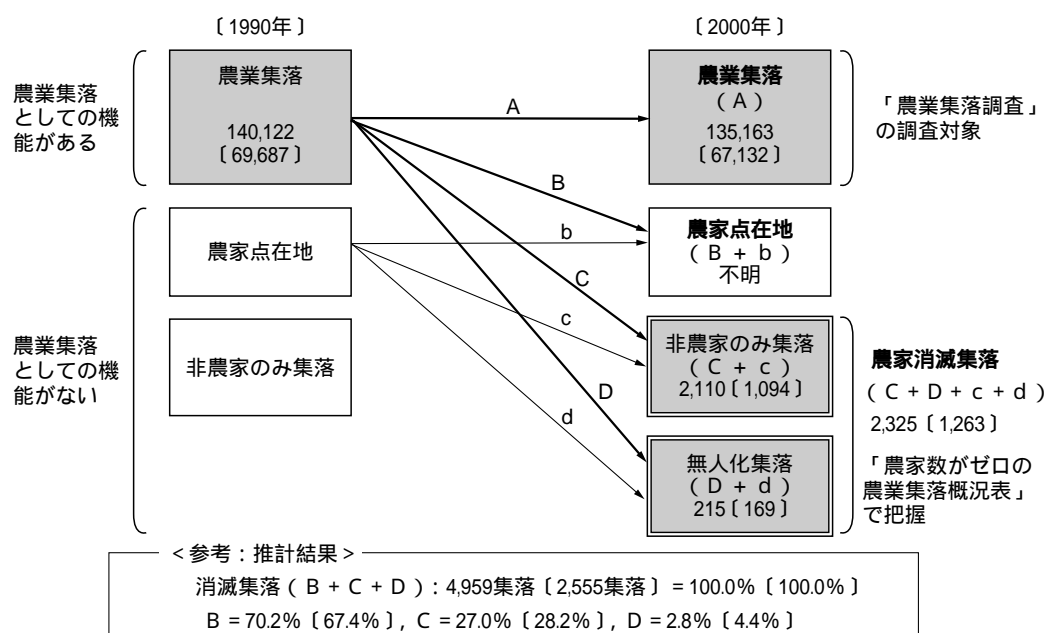 〔1990年〕
〔2000年〕
農業集落
としての機
能がある
農業集落
140,122
〔69,687〕
A
農業集落
(A)
135,163
〔67,132〕
「農業集落調査」
の調査対象
B
農家点在地
b
農家点在地
(B + b)
不明
C
c
農業集落
としての機
能がない
非農家のみ集落
D
d
非農家のみ集落
(C + c)
2,110〔1,094〕
無人化集落
(D + d)
215〔169〕
農家消滅集落
(C + D + c + d)
2,325〔1,263〕
「農家数がゼロの
農業集落概況表」
で把握
<参考:推計結果>
消滅集落(B + C + D):4,959集落〔2,555集落〕= 100.0%〔100.0%〕
B = 70.2%〔67.4%〕, C = 27.0%〔28.2%〕, D = 2.8%〔4.4%〕